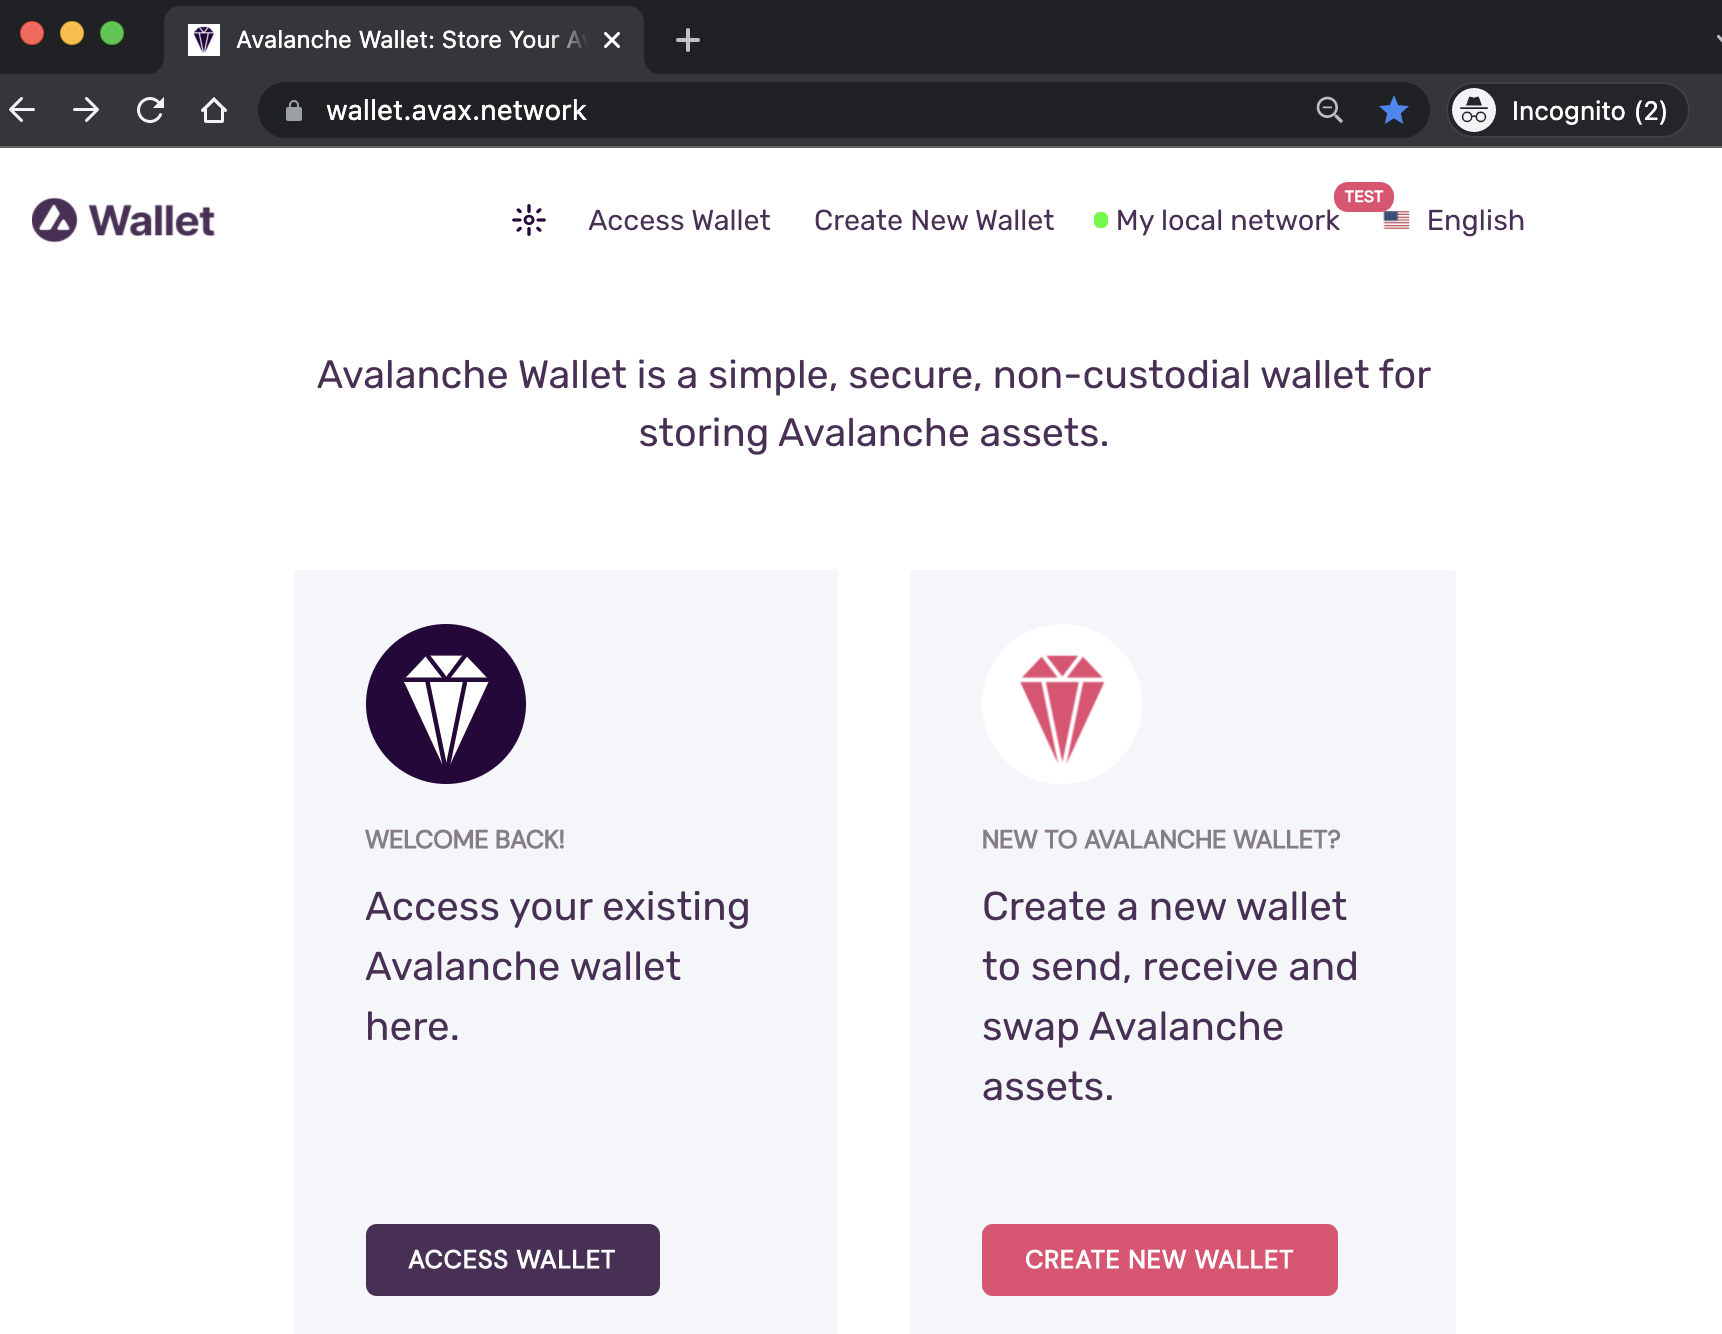 Avalanche Wallet: Store Your
wallet.avax.network
Incognito (2)
Wallet
Access Wallet
Create New Wallet
My local network
TEST
English
Avalanche Wallet is a simple, secure, non-custodial wallet for
storing Avalanche assets.
WELCOME BACK!
Access your existing
Avalanche wallet
here.
ACCESS WALLET
NEW TO AVALANCHE WALLET?
Create a new wallet
to send, receive and
swap Avalanche
assets.
CREATE NEW WALLET